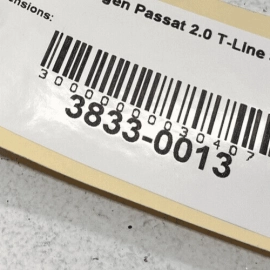 gen Passat 2.0 T-Line
ensions:
3000000030407
3833-0013